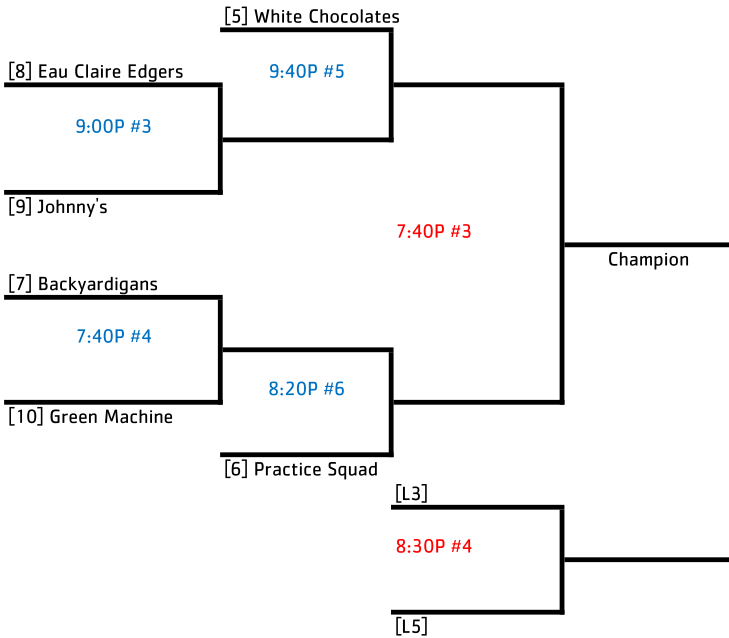 [5] White Chocolates
[8] Eau Claire Edgers
9:40P #5
9:00P #3
[9] Johnny's
7:40P #3
Champion
[7] Backyardigans
7:40P #4
8:20P #6
[10] Green Machine
[6] Practice Squad
[L3]
8:30P #4
[L5]